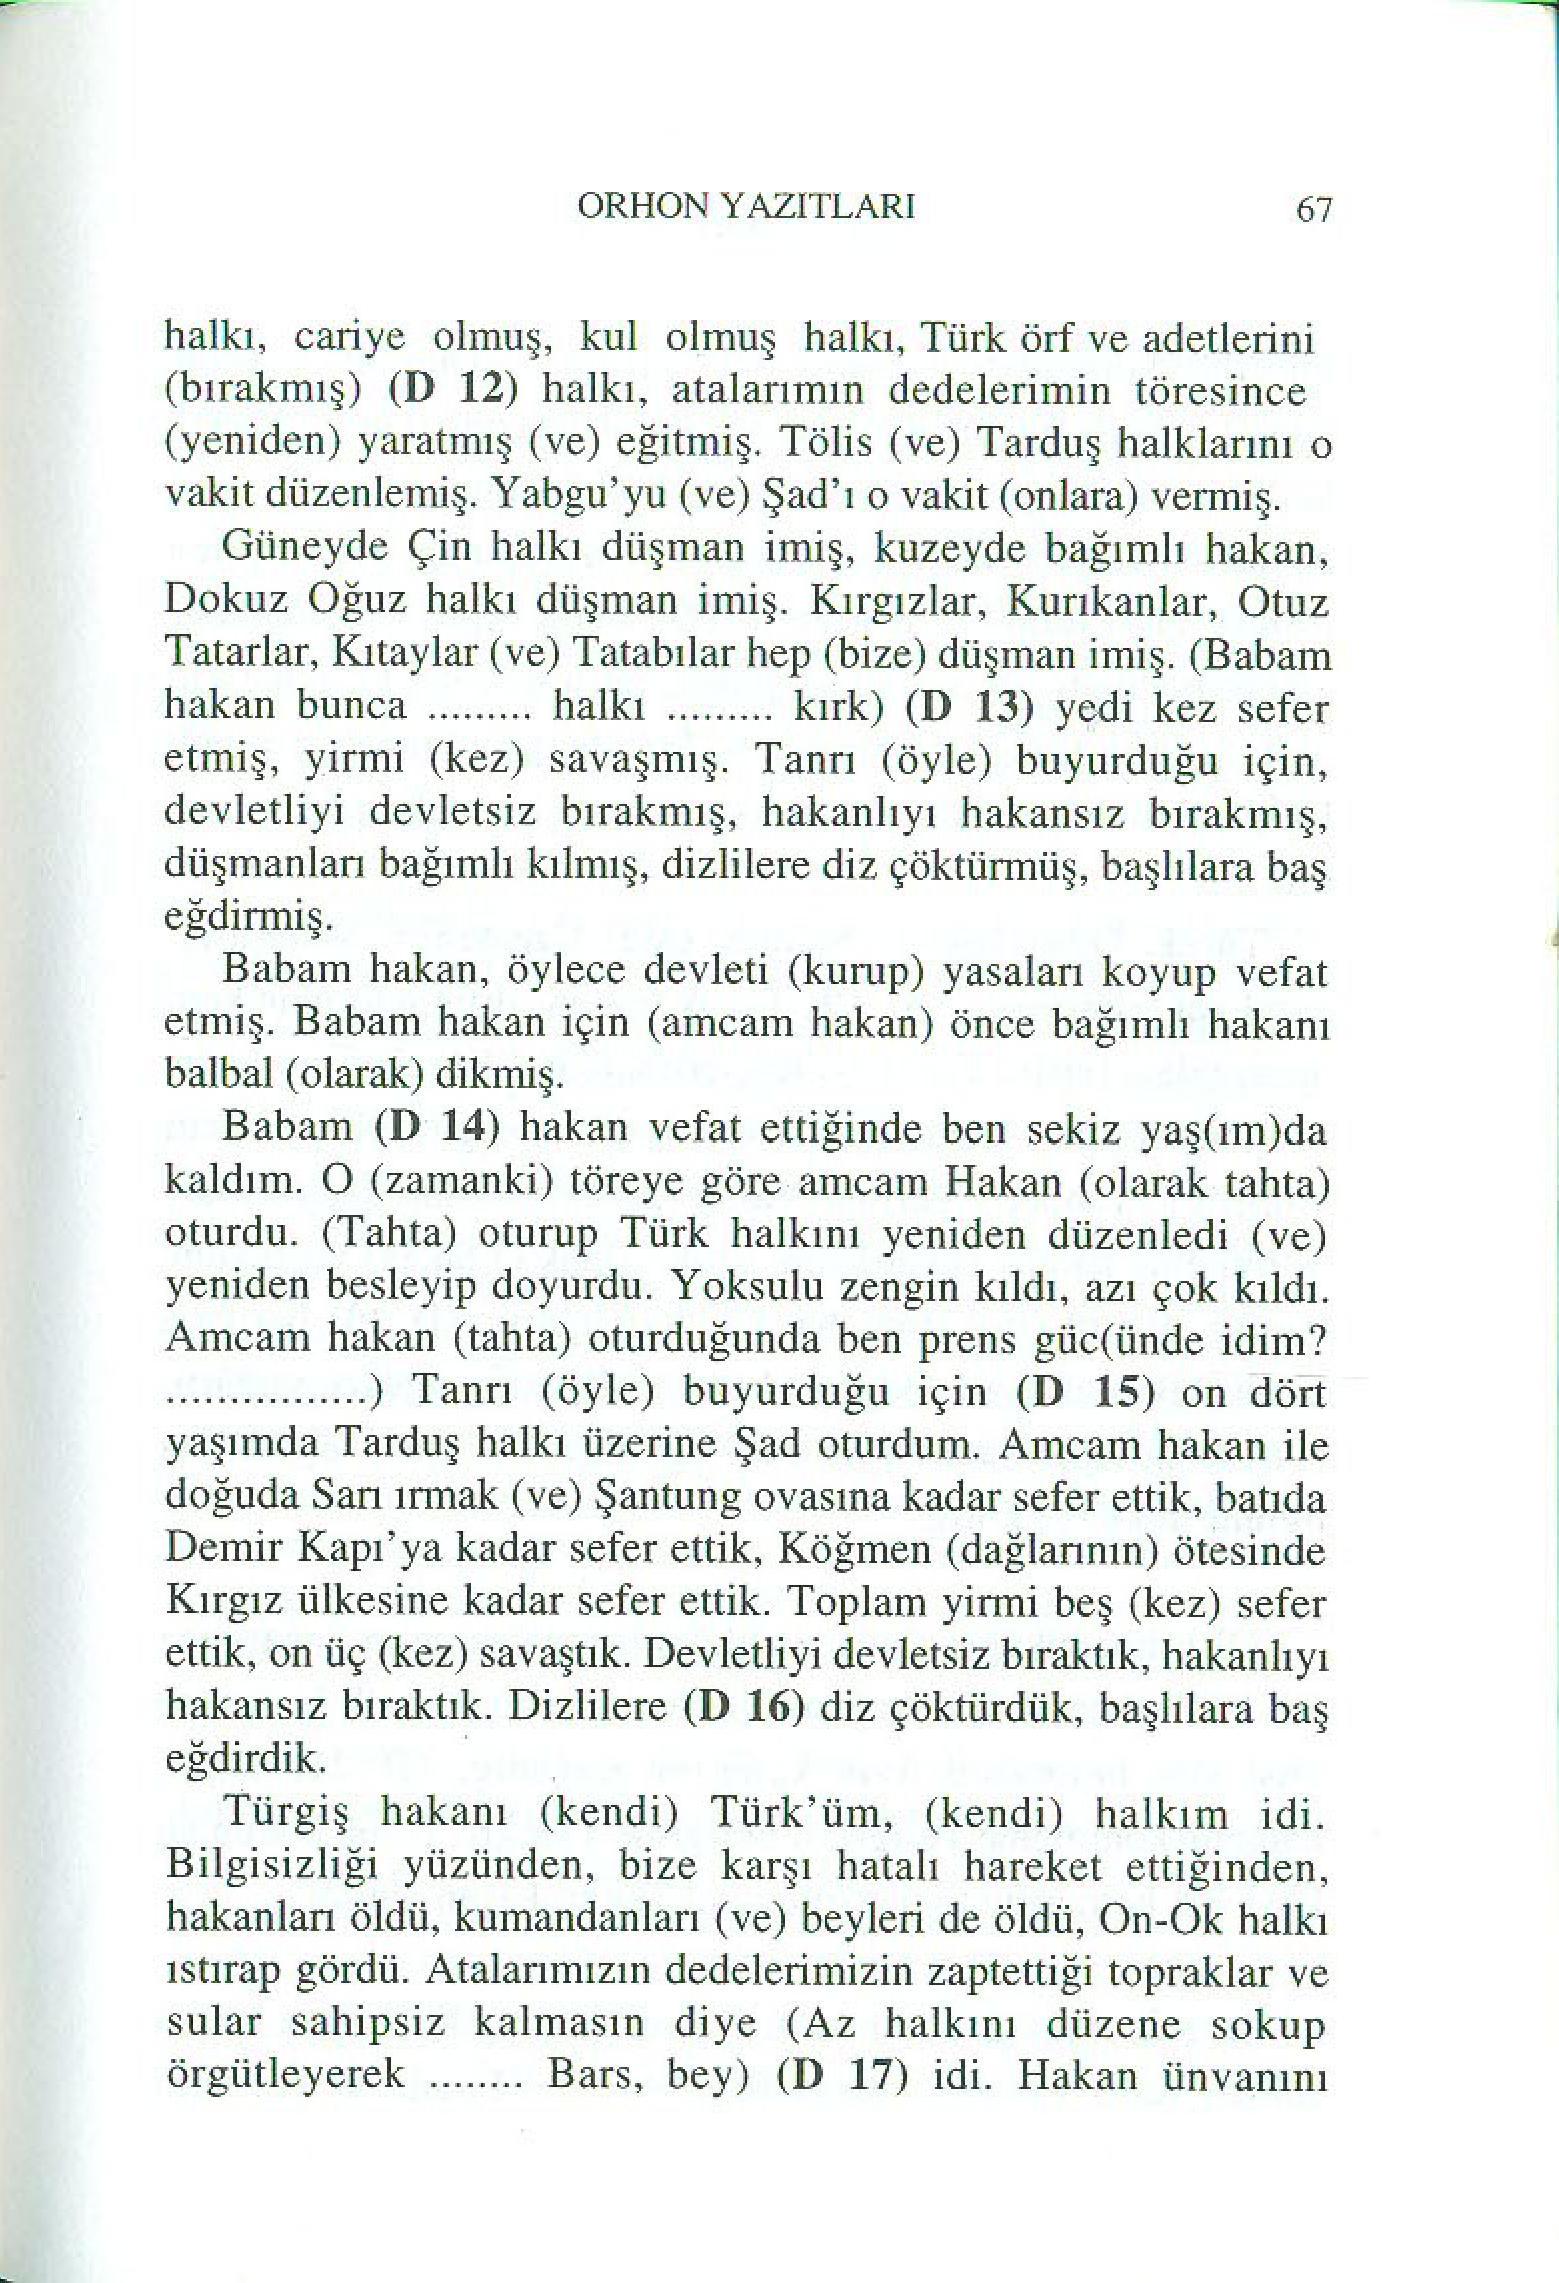 ORHON YAZITLARI 67
halkı, cariye olmuş, kul olmuş halkı, Türk örf ve adetlerini
(bırakmış) (D 12) halkı, atalarımın dedelerimin töresince
(yeniden) yaratmış (ve) eğitmiş. Tölis (ve) Tarduş halklarını o
vakit düzenlemiş. Yabgu'yu (ve) Şad'ı o vakit (onlara) vermiş.
Güneyde Çin halkı düşman imiş, kuzeyde bağımlı hakan,
Dokuz Oğuz halkı düşman imiş. Kırgızlar, Kurıkanlar, Otuz
Tatarlar, Kıtaylar (ve) Tatabılar hep (bize) düşman imiş. (Babam
hakan bunca ......... halkı ......... kırk) (D 13) yedi kez sefer
etmiş, yirmi (kez) savaşmış. Tanrı (öyle) buyurduğu için,
devletliyi devletsiz bırakmış, hakanlıyı hakansız bırakmış,
düşmanları bağımlı kılmış, dizlilere diz çöktürmüş, başlılara baş
eğdirmiş.
Babam hakan, öylece devleti (kurup) yasaları koyup vefat
etmiş. Babam hakan için (amcam hakan) önce bağımlı hakanı
balbal (olarak) dikmiş.
Babam (D 14) hakan vefat ettiğinde ben sekiz yaş(ım)da
kaldım. O (zamanki) töreye göre amcam Hakan (olarak tahta)
oturdu. (Tahta) oturup Türk halkını yeniden düzenledi (ve)
yeniden besleyip doyurdu. Yoksulu zengin kıldı, azı çok kıldı.
Amcam hakan (tahta) oturduğunda ben prens güc(ünde idim?
.................) Tanrı (öyle) buyurduğu için (D 15) on dört
yaşımda Tarduş halkı üzerine Şad oturdum. Amcam hakan ile
doğuda Sarı ırmak (ve) Şantung ovasına kadar sefer ettik, batıda
Demir Kapı'ya kadar sefer ettik, Köğmen (dağlarının) ötesinde
Kırgız ülkesine kadar sefer ettik. Toplam yirmi beş (kez) sefer
ettik, on üç (kez) savaştık. Devletliyi devletsiz bıraktık, hakanlıyı
hakansız bıraktık. Dizlilere (D 16) diz çöktürdük, başlılara baş
eğdirdik.
Türgiş hakanı (kendi) Türk'üm, (kendi) halkım idi.
Bilgisizliği yüzünden, bize karşı hatalı hareket ettiğinden,
hakanları öldü, kumandanları (ve) beyleri de öldü, On-Ok halkı
ıstırap gördü. Atalarımızın dedelerimizin zaptettiği topraklar ve
sular sahipsiz kalmasın diye (Az halkını düzene sokup
örgütleyerek ........ Bars, bey) (D 17) idi. Hakan ünvanını